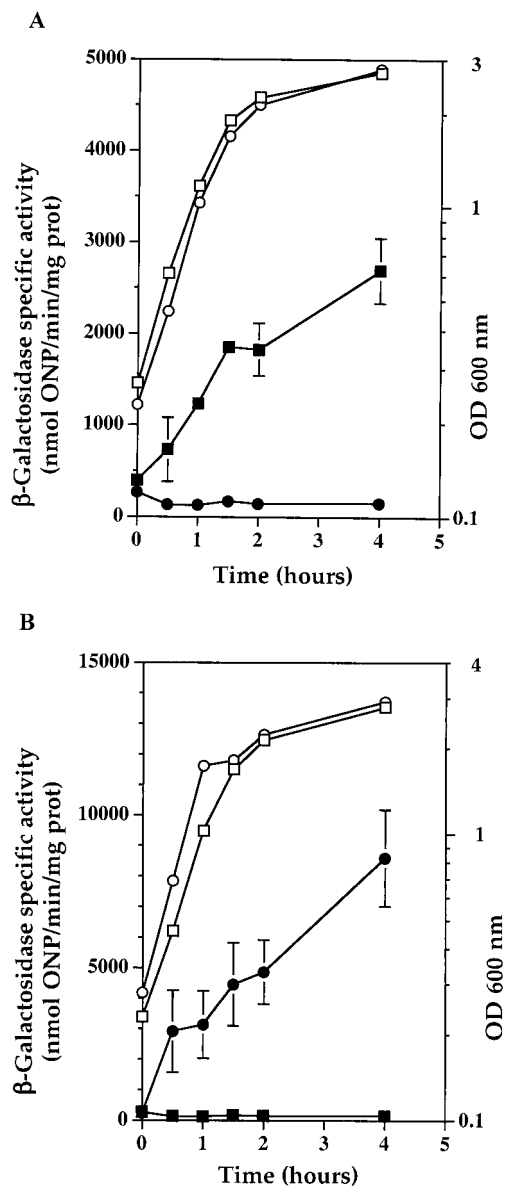 A
5000
4000
3000
2000
1000
0
β-Galactosidase specific activity
(nmol ONP/min/mg prot)
3
1
0.1
OD 600 nm
0 1 2 3 4 5
Time (hours)
B
15000
10000
5000
0
β-Galactosidase specific activity
(nmol ONP/min/mg prot)
4
1
0.1
OD 600 nm
0 1 2 3 4 5
Time (hours)